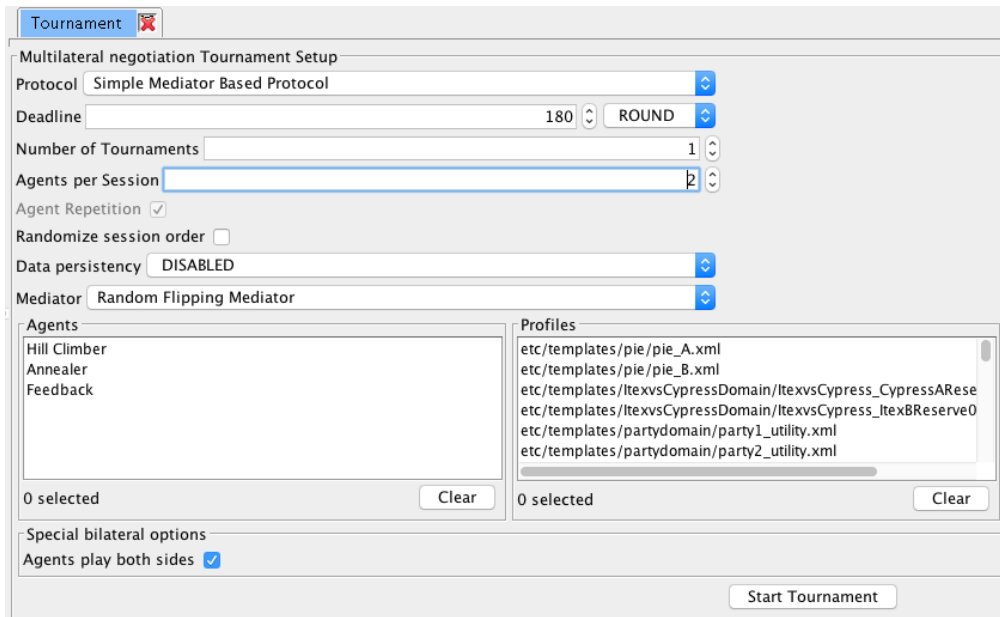 Tournament
Multilateral negotiation Tournament Setup
Protocol Simple Mediator Based Protocol
Deadline 180 ROUND
Number of Tournaments 1
Agents per Session 2
Agent Repetition
Randomize session order
Data persistency DISABLED
Mediator Random Flipping Mediator
Agents
Hill Climber
Annealer
Feedback
0 selected Clear
Profiles
etc/templates/pie/pie_A.xml
etc/templates/pie/pie_B.xml
etc/templates/ItexvsCypressDomain/ItexvsCypress_CypressARese
etc/templates/ItexvsCypressDomain/ItexvsCypress_ItexBReserve0
etc/templates/partydomain/party1_utility.xml
etc/templates/partydomain/party2_utility.xml
0 selected Clear
Special bilateral options
Agents play both sides
Start Tournament